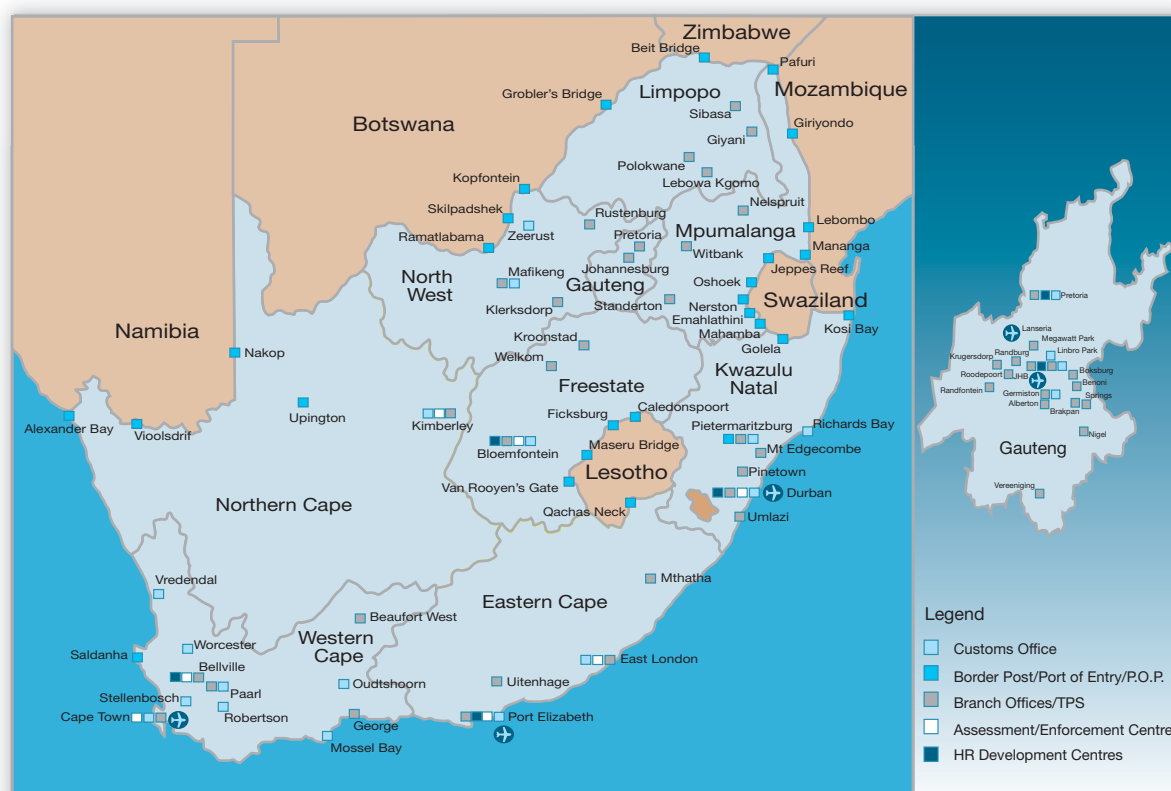 Zimbabwe
Beit Bridge
Pafuri
Mozambique
Limpopo
Grobler's Bridge
Sibasa
Botswana
Giriyondo
Giyani
Polokwane
Lebowa Kgomo
Kopfontein
Nelspruit
Skilpadshek
Rustenburg
Lebombo
Zeerust
Pretoria
Mpumalanga
Ramatlabama
Witbank
Mananga
Johannesburg
Jeppes Reef
North
West
Mafikeng
Gauteng
Oshoek
Klerksdorp
Standerton
Nerston
Swaziland
Emahlathini
Kosi Bay
Mahamba
Namibia
Kroonstad
Golela
Nakop
Welkom
Kwazulu
Natal
Freestate
Upington
Ficksburg
Caledonspoort
Alexander Bay
Vioolsdrif
Kimberley
Pietermaritzburg
Richards Bay
Bloemfontein
Maseru Bridge
Mt Edgecombe
Lesotho
Pinetown
Van Rooyen's Gate
Durban
Northern Cape
Qachas Neck
Umlazi
Vredendal
Mthatha
Eastern Cape
Beaufort West
Western
Cape
Worcester
Saldanha
Bellville
East London
Paarl
Oudtshoorn
Uitenhage
Stellenbosch
Cape Town
Robertson
George
Port Elizabeth
Mossel Bay
Pretoria
Lanseria
Megawatt Park
Linbro Park
Randburg
Krugersdorp
Roodepoort
JHB
Boksburg
Randfontein
Benoni
Germiston
Springs
Alberton
Brakpan
Nigel
Gauteng
Vereeniging
Legend
Customs Office
Border Post/Port of Entry/P.O.P.
Branch Offices/TPS
Assessment/Enforcement Centre
HR Development Centres